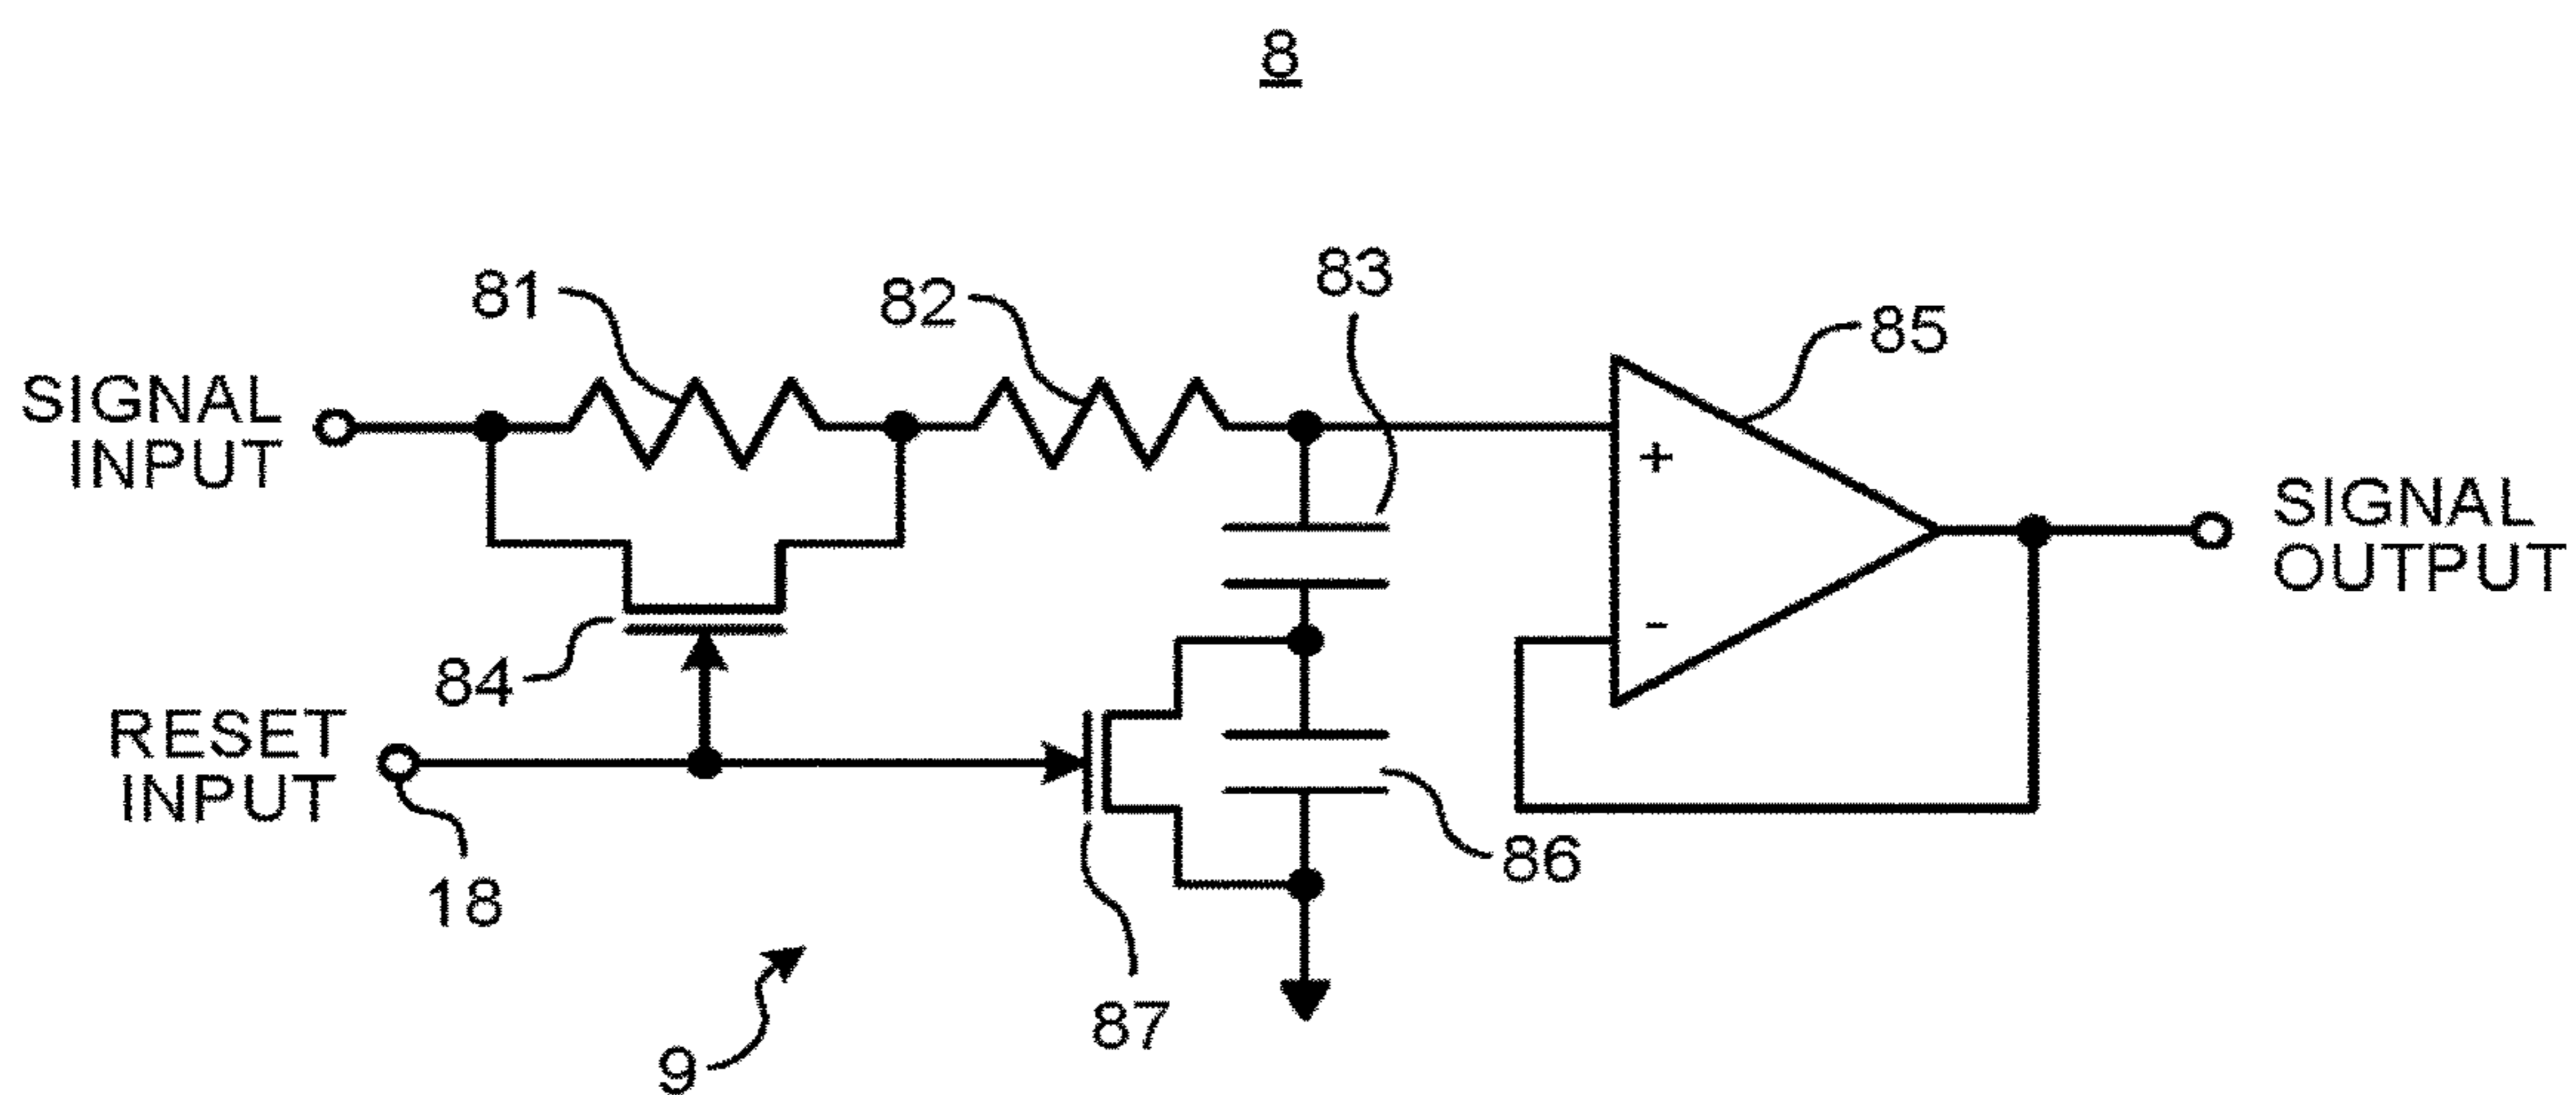 8
81
82
83
85
SIGNAL
INPUT
+
-
SIGNAL
OUTPUT
84
RESET
INPUT
18
86
87
9